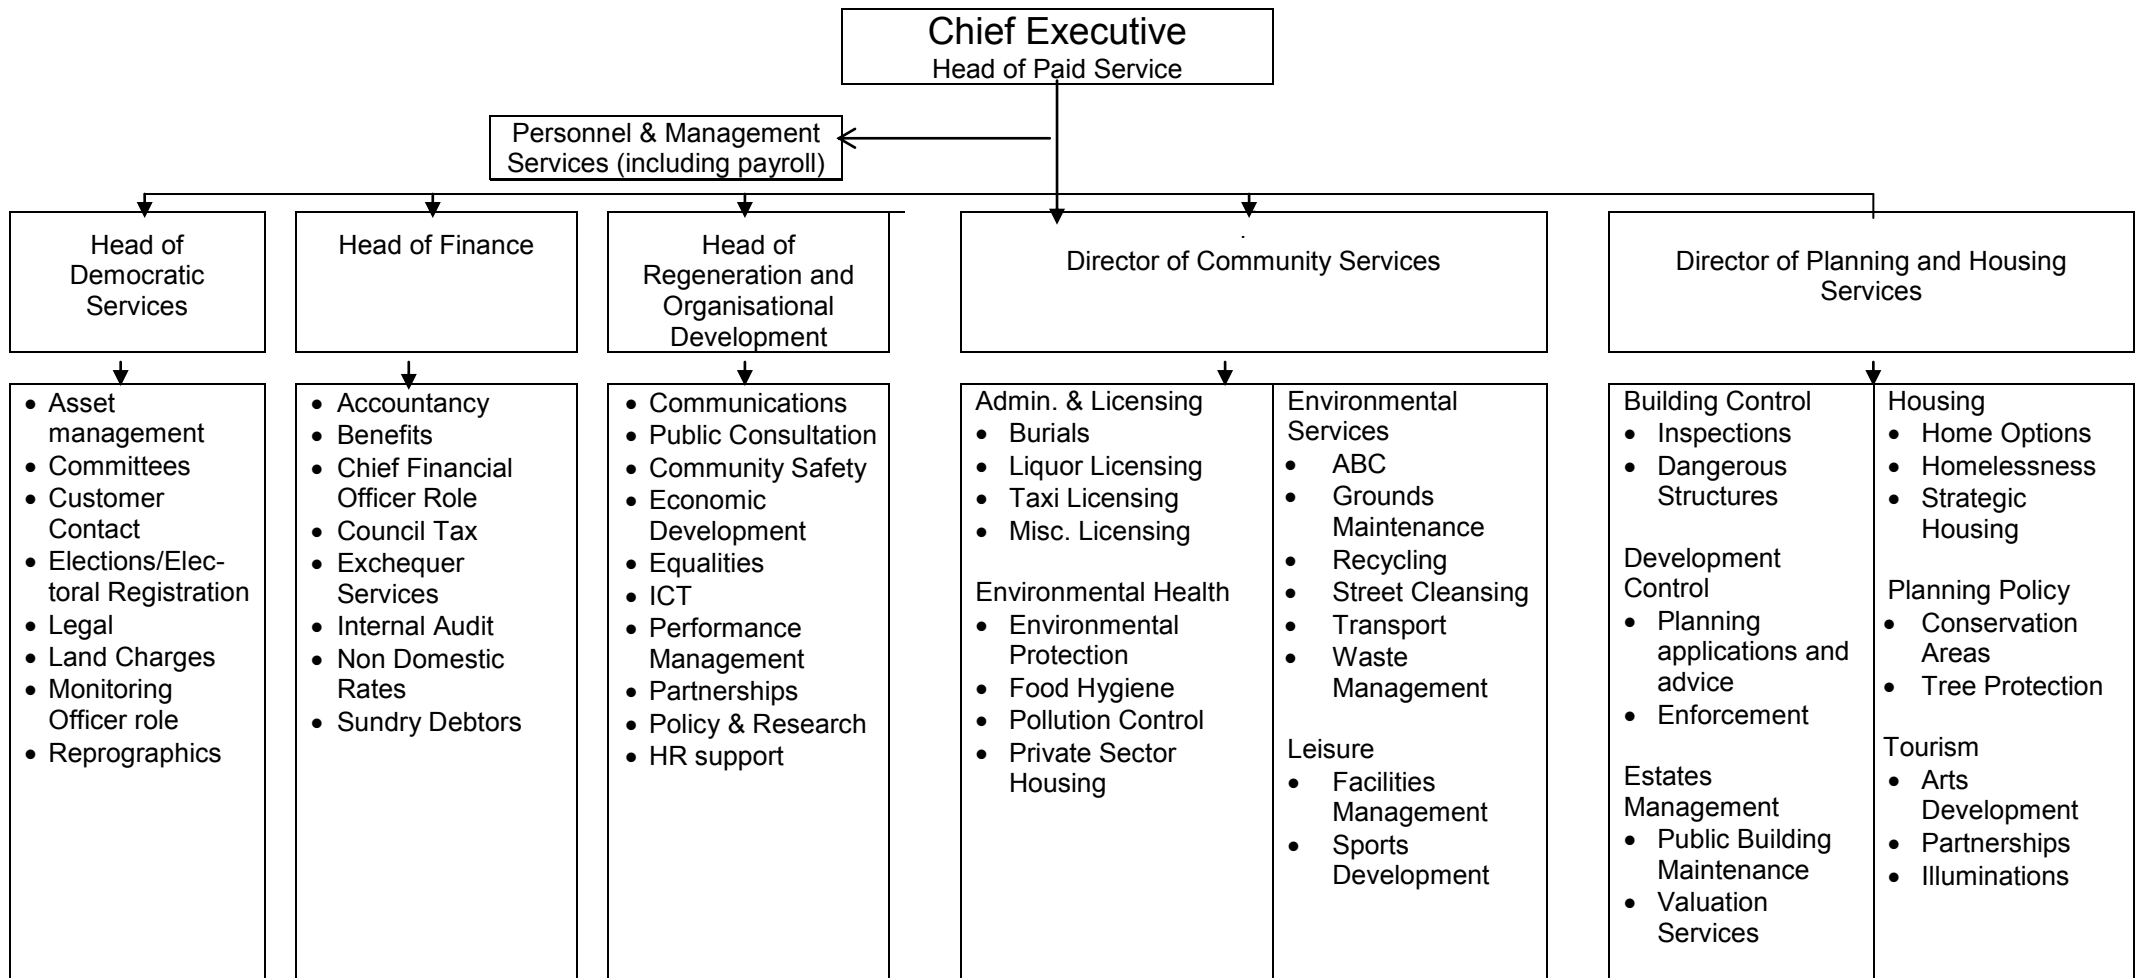 Chief Executive
Head of Paid Service
Personnel & Management
Services (including payroll)
Head of
Democratic
Services
Head of Finance
Head of
Regeneration and
Organisational
Development
.
Director of Community Services
Director of Planning and Housing
Services
• Asset
management
• Committees
• Customer
Contact
• Elections/Elec-
toral Registration
• Legal
• Land Charges
• Monitoring
Officer role
• Reprographics
• Accountancy
• Benefits
• Chief Financial
Officer Role
• Council Tax
• Exchequer
Services
• Internal Audit
• Non Domestic
Rates
• Sundry Debtors
• Communications
• Public Consultation
• Community Safety
• Economic
Development
• Equalities
• ICT
• Performance
Management
• Partnerships
• Policy & Research
• HR support
Admin. & Licensing
• Burials
• Liquor Licensing
• Taxi Licensing
• Misc. Licensing
Environmental Health
• Environmental
Protection
• Food Hygiene
• Pollution Control
• Private Sector
Housing
Environmental
Services
• ABC
• Grounds
Maintenance
• Recycling
• Street Cleansing
• Transport
• Waste
Management
Leisure
• Facilities
Management
• Sports
Development
Building Control
• Inspections
• Dangerous
Structures
Development
Control
• Planning
applications and
advice
• Enforcement
Estates
Management
• Public Building
Maintenance
• Valuation
Services
Housing
• Home Options
• Homelessness
• Strategic
Housing
Planning Policy
• Conservation
Areas
• Tree Protection
Tourism
• Arts
Development
• Partnerships
• Illuminations